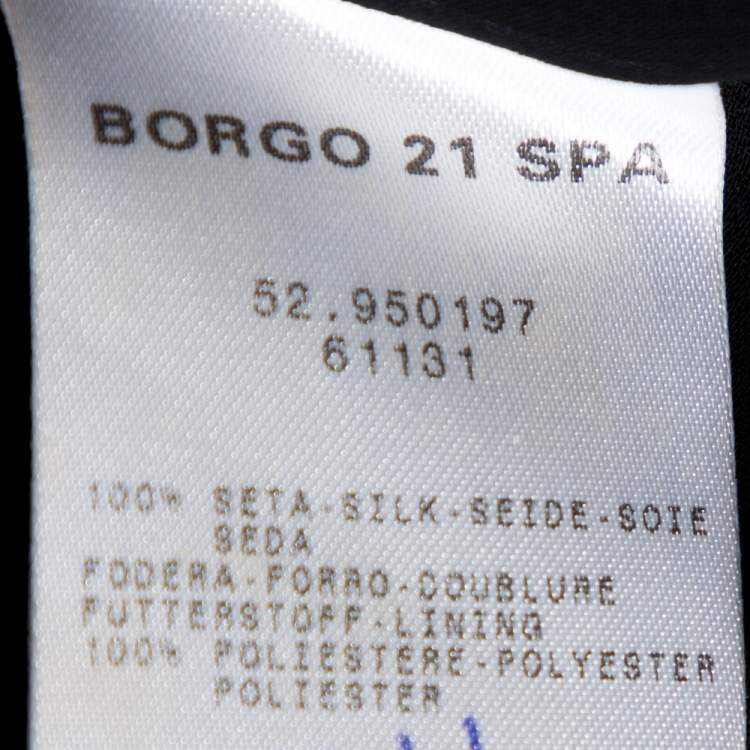 BORGO 21 SPA
52.950197
61131
100% SETA-SILK-SEIDE-SOIE
SEDA
FODERA-FORRO-DOUBLURE
FUTTERSTOFF-LINING
100% POLIESTERE-POLYESTER
POLIESTER